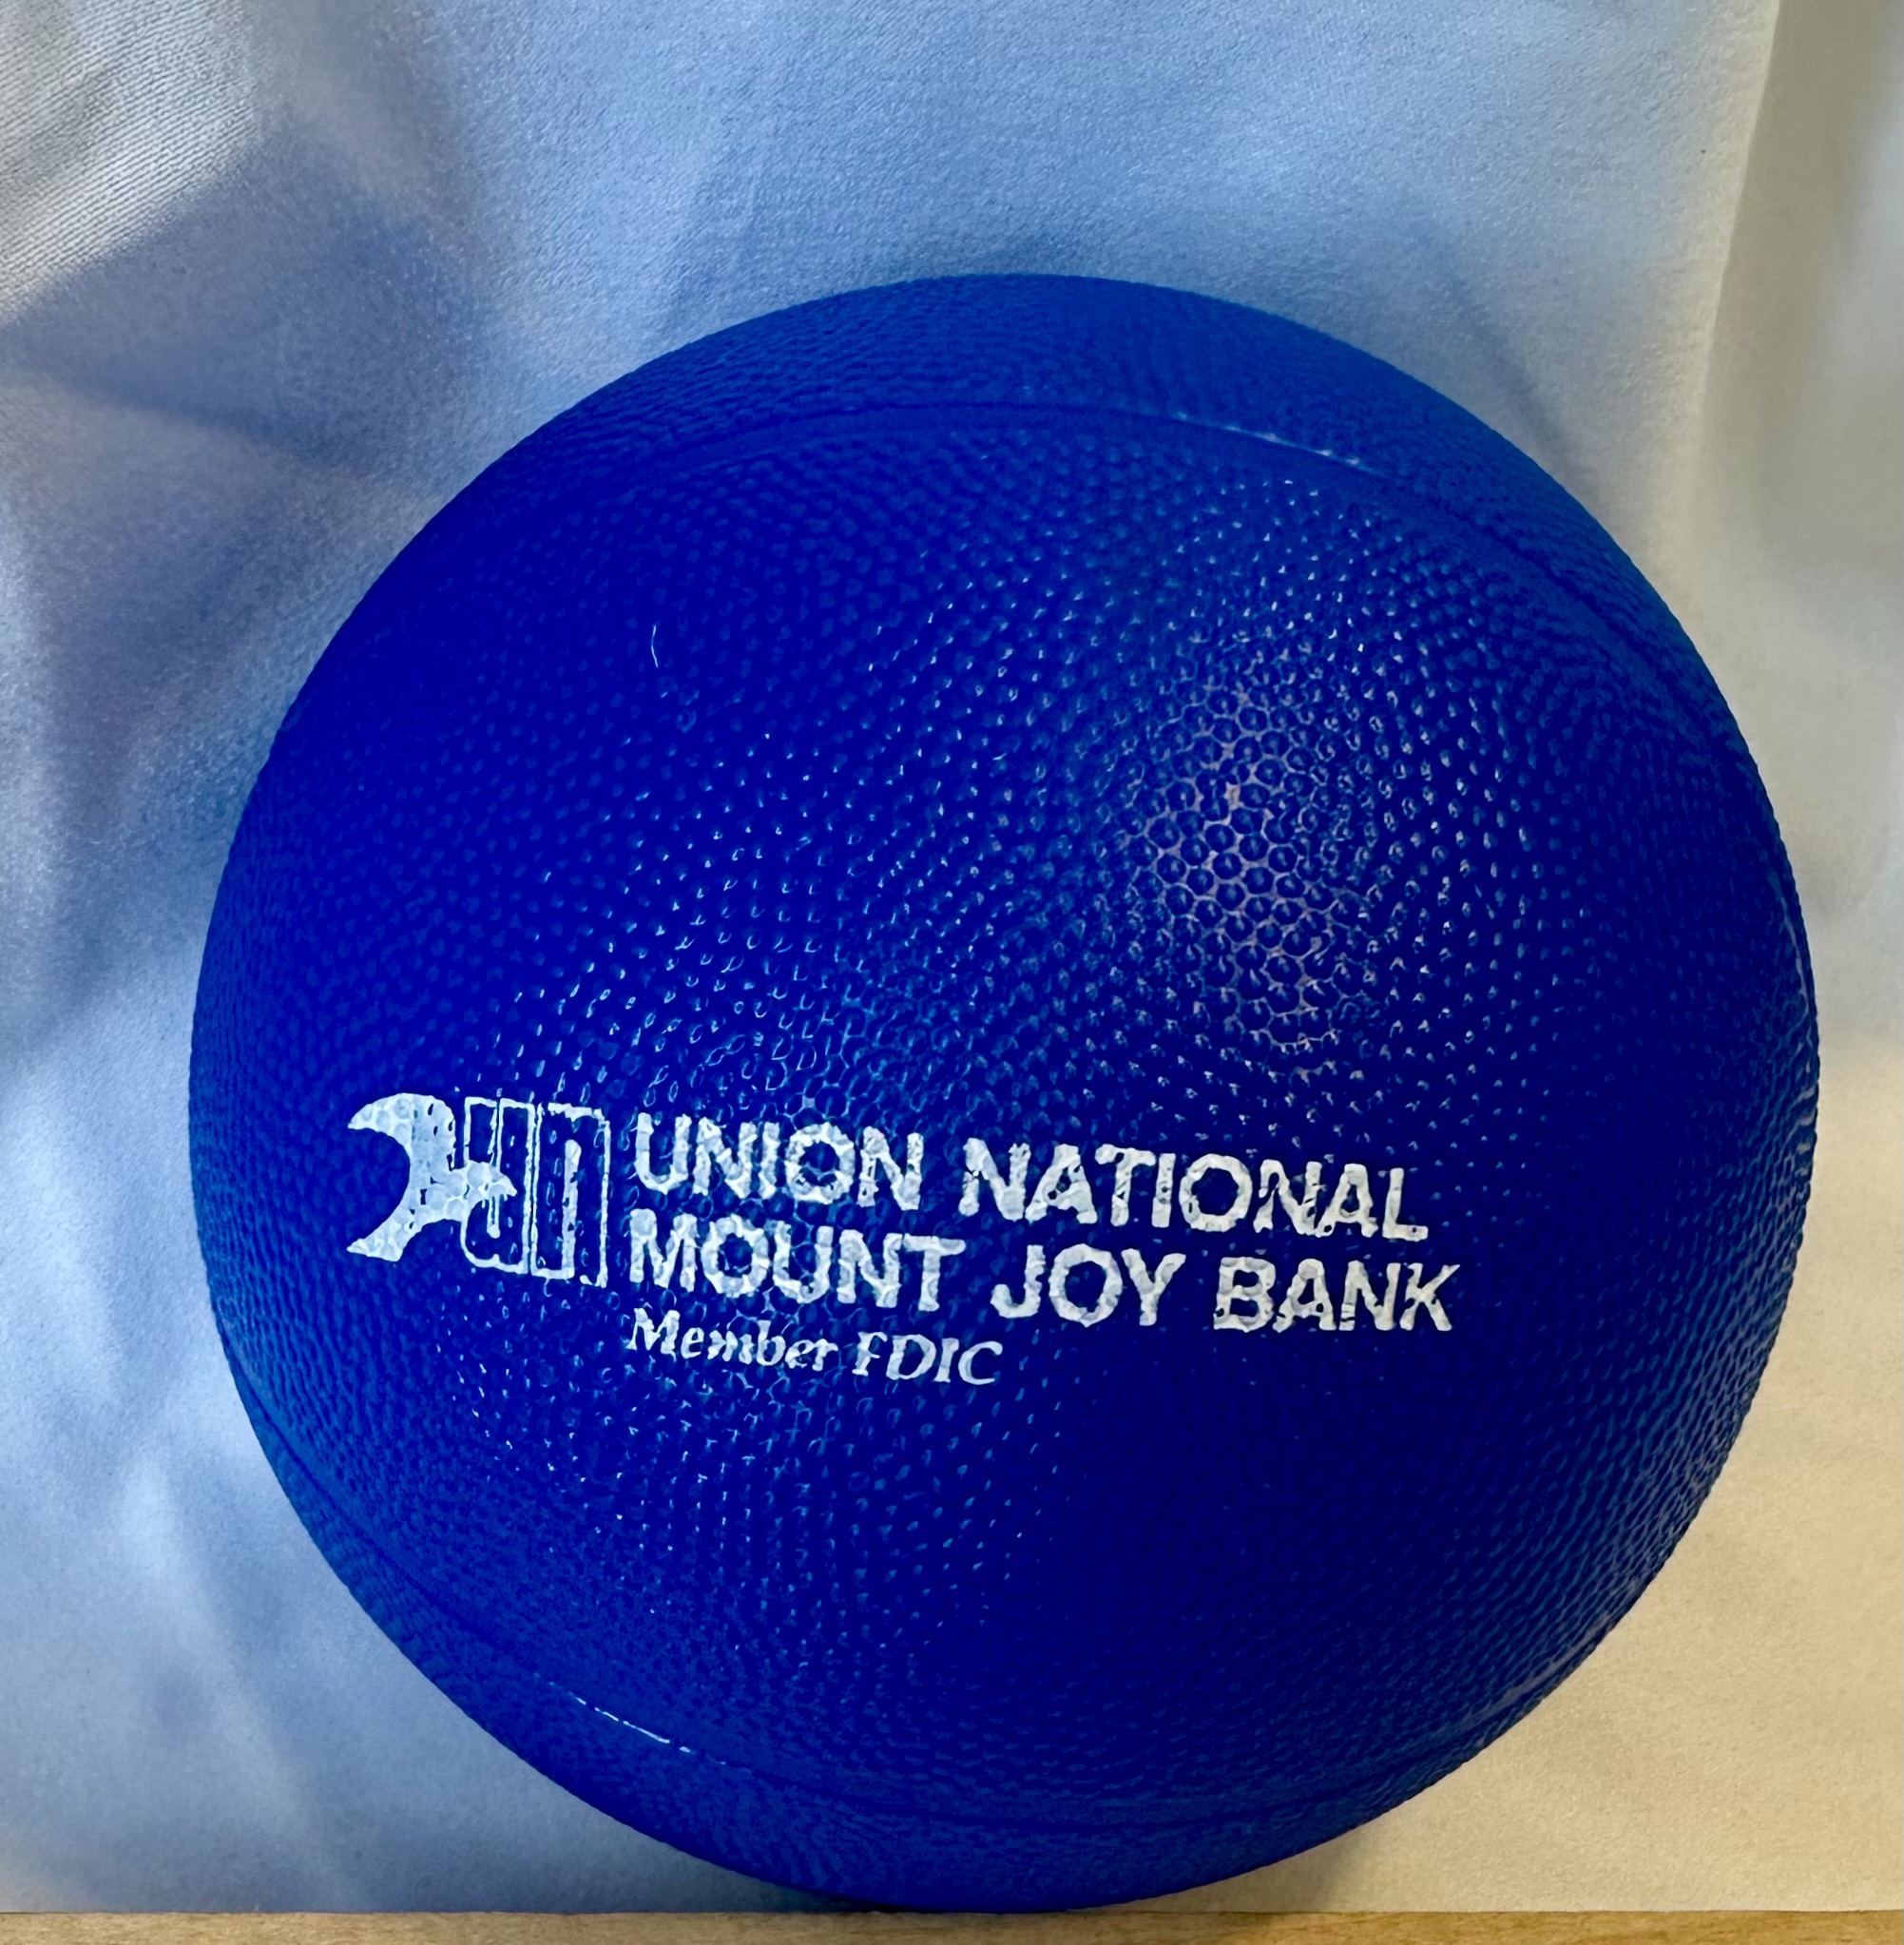 UNION NATIONAL
MOUNT JOY BANK
Member FDIC